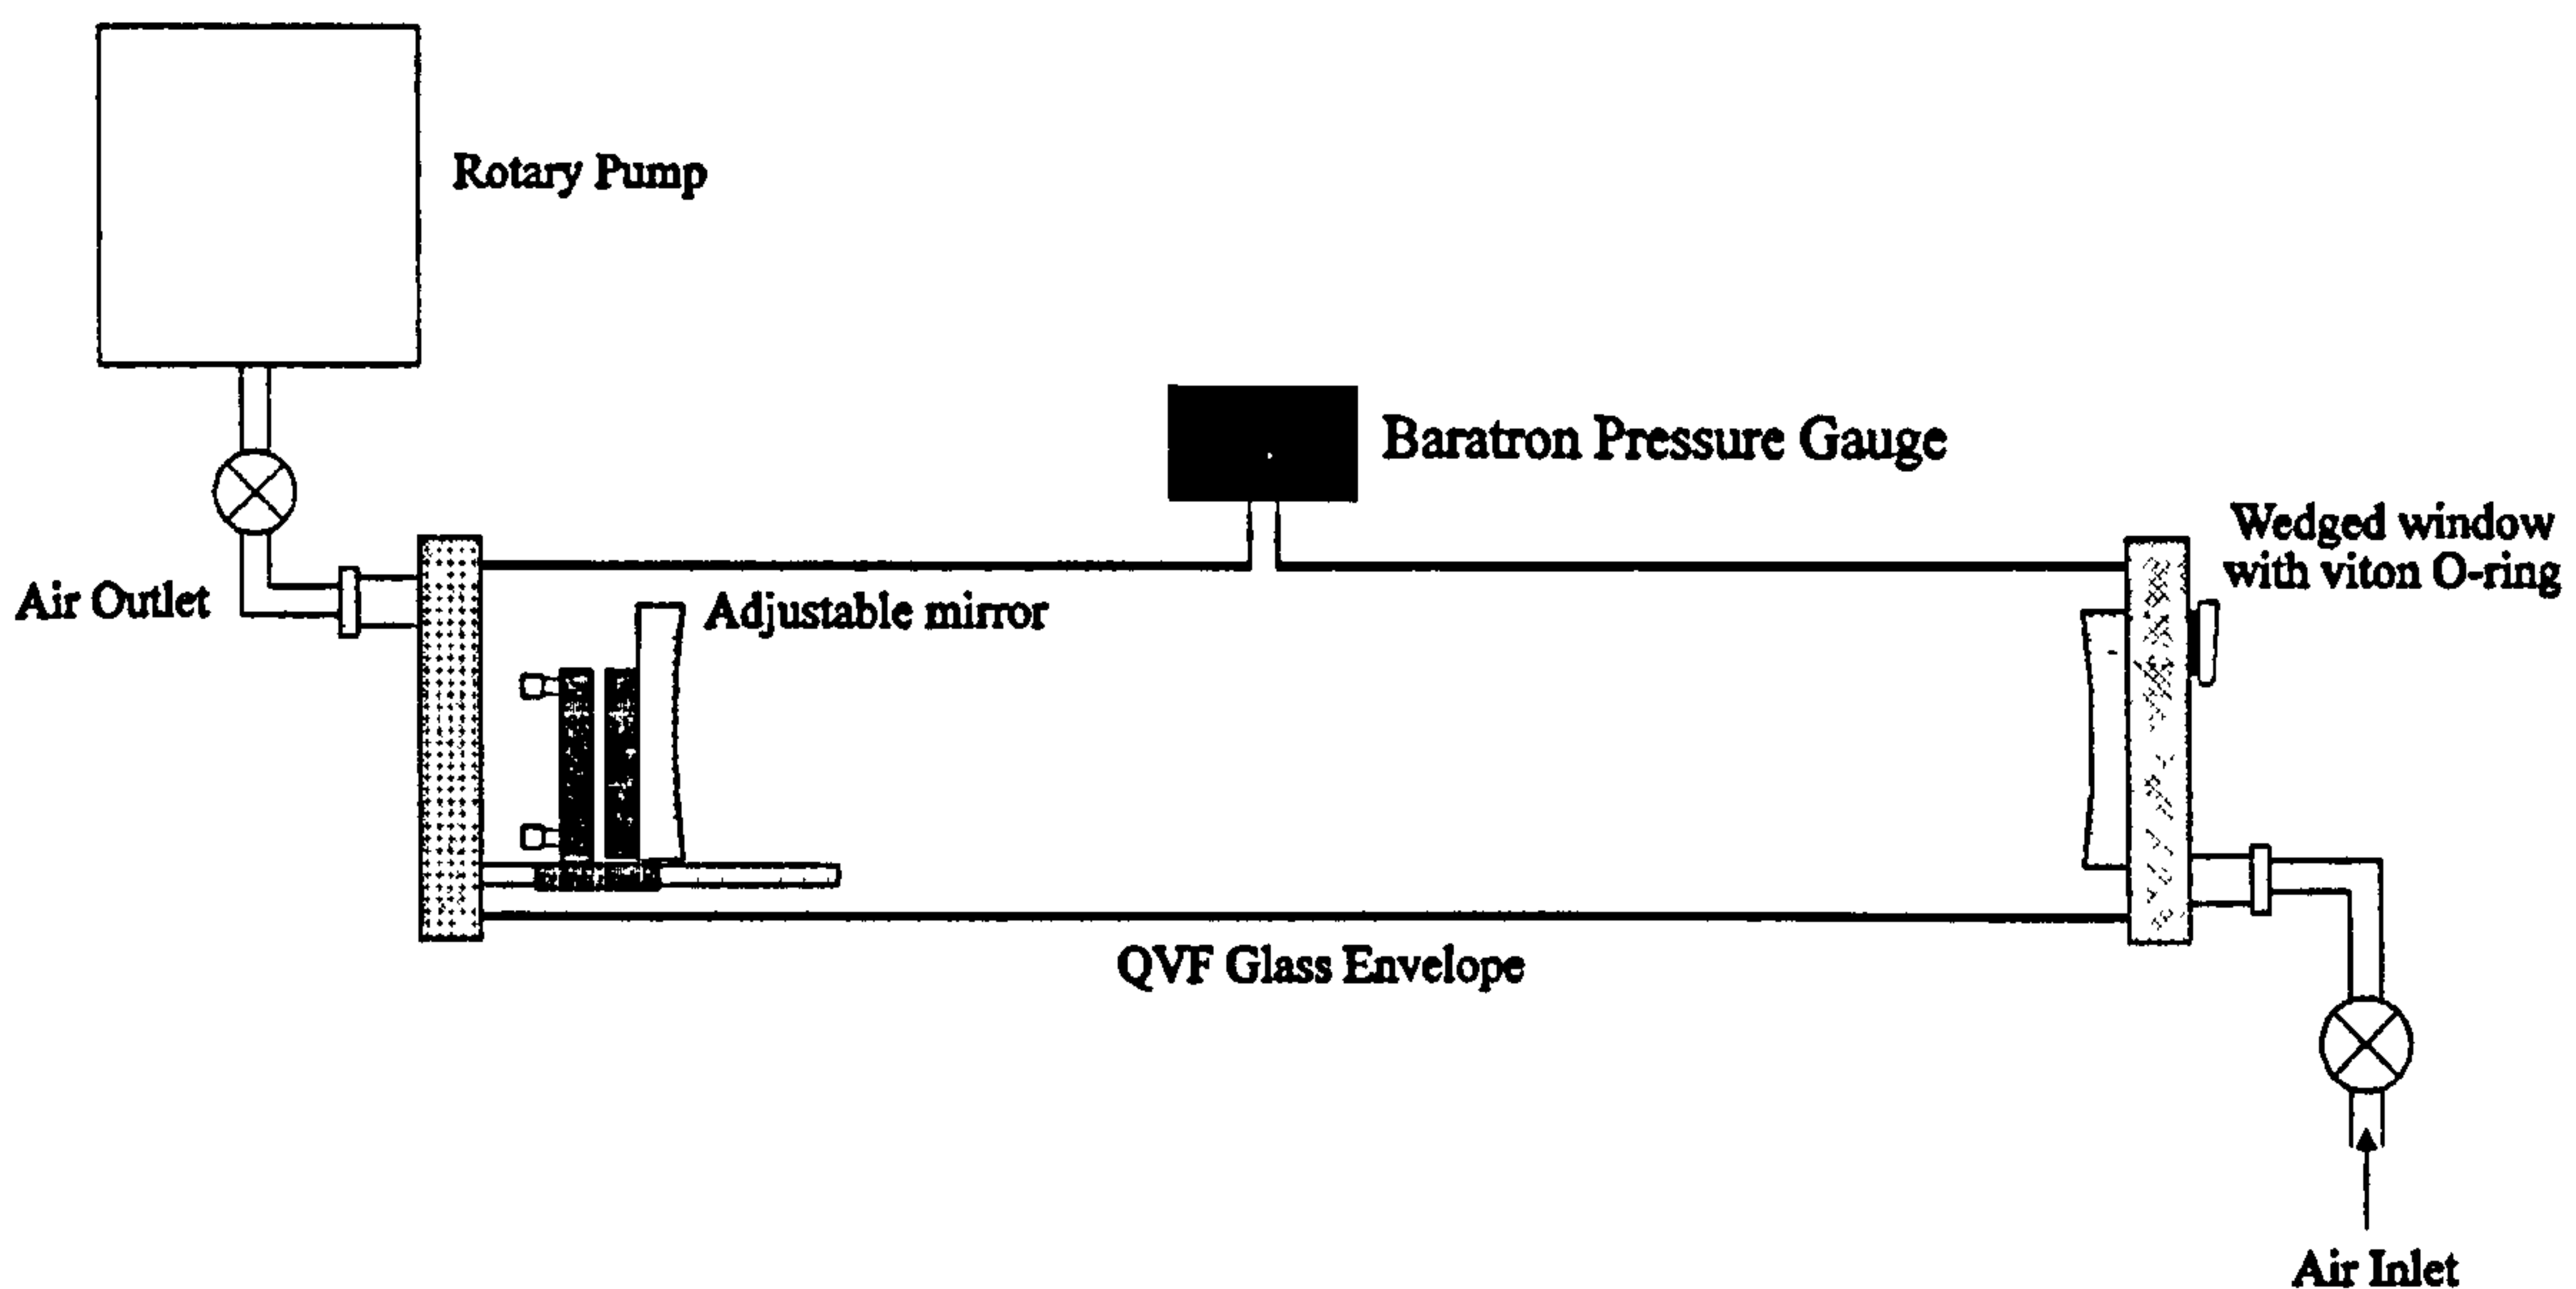 Rotary Pump
Baratron Pressure Gauge
Wedged window
with viton O-ring
Air Outlet
Adjustable mirror
QVF Glass Envelope
Air Inlet